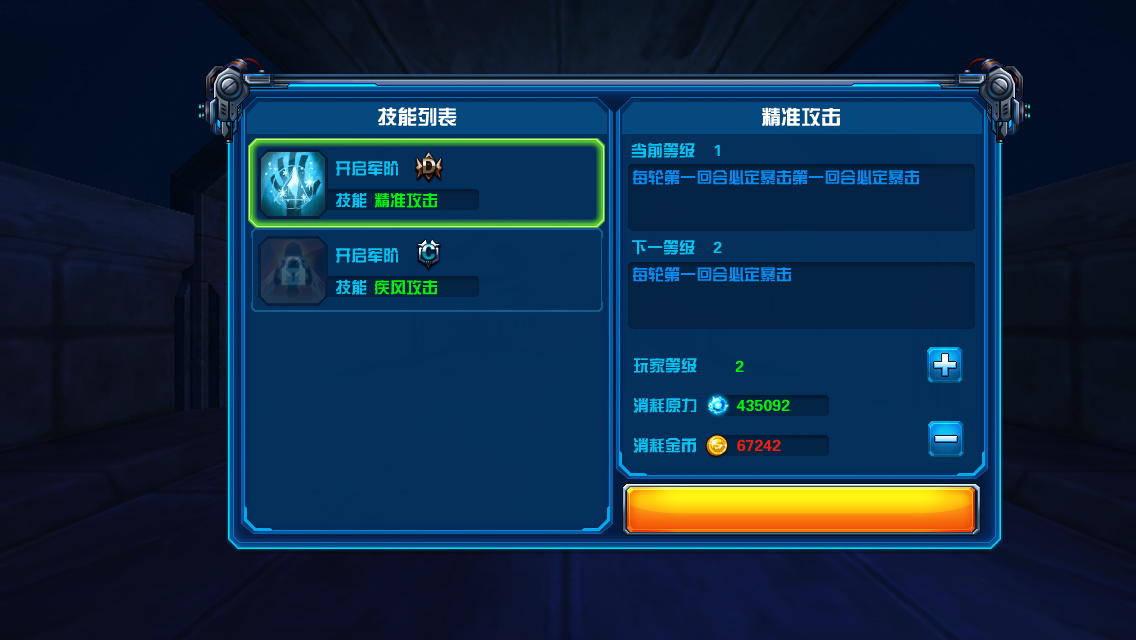 技能列表
开启军阶 D
技能 精准攻击
开启军阶 C
技能 疾风攻击
精准攻击
当前等级 1
每轮第一回合必定暴击第一回合必定暴击
下一等级 2
每轮第一回合必定暴击
玩家等级 2
消耗原力 435092
消耗金币 67242